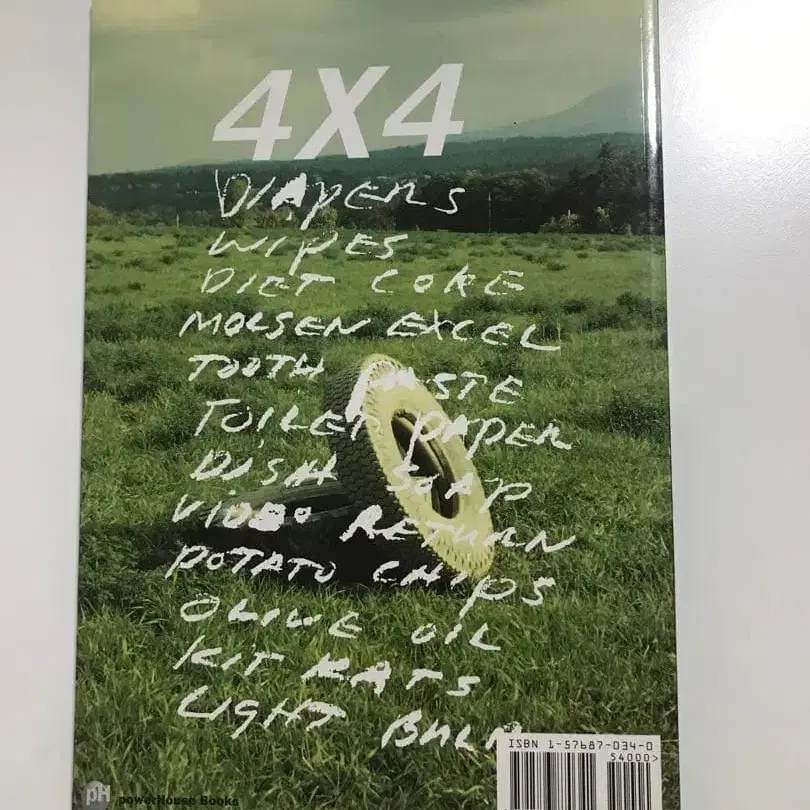 4X4
DIAPERS
WIPES
DIET COKE
MOLSEN EXCEL
TOOTH PASTE
TOILET PAPER
DISH SOAP
VIDEO RETURN
POTATO CHIPS
OLIVE OIL
KIT KATS
LIGHT BULB
ISBN 1-57687-034-0
54000>
pH powerHouse Books